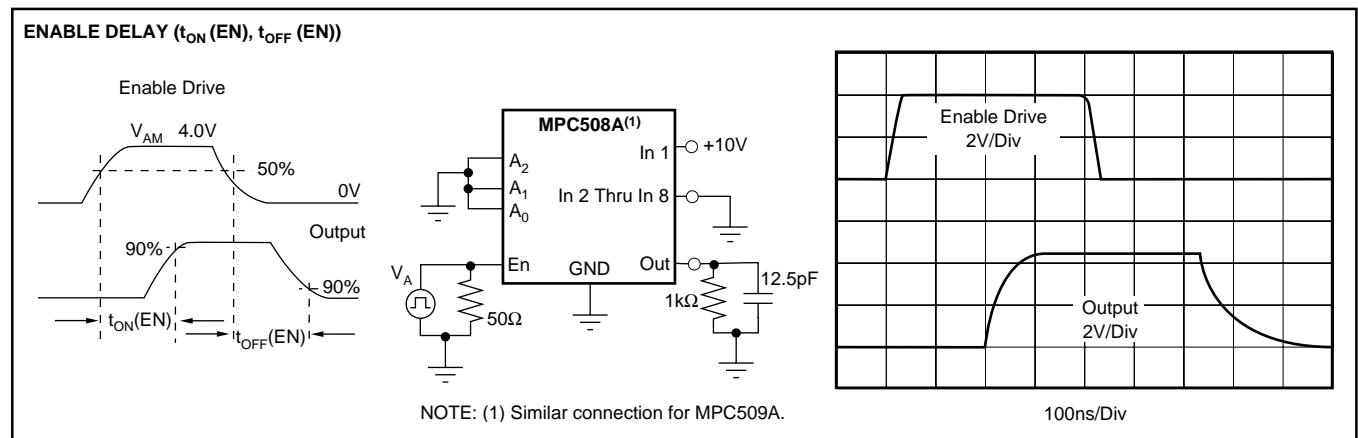 ENABLE DELAY (tON (EN), tOFF (EN))
Enable Drive
VAM 4.0V
50%
0V
Output
90%
90%
tON(EN)
tOFF(EN)
MPC508A(1)
In 1
+10V
A2
A1
A0
In 2 Thru In 8
En
GND
Out
VA
50Ω
1kΩ
12.5pF
NOTE: (1) Similar connection for MPC509A.
Enable Drive
2V/Div
Output
2V/Div
100ns/Div